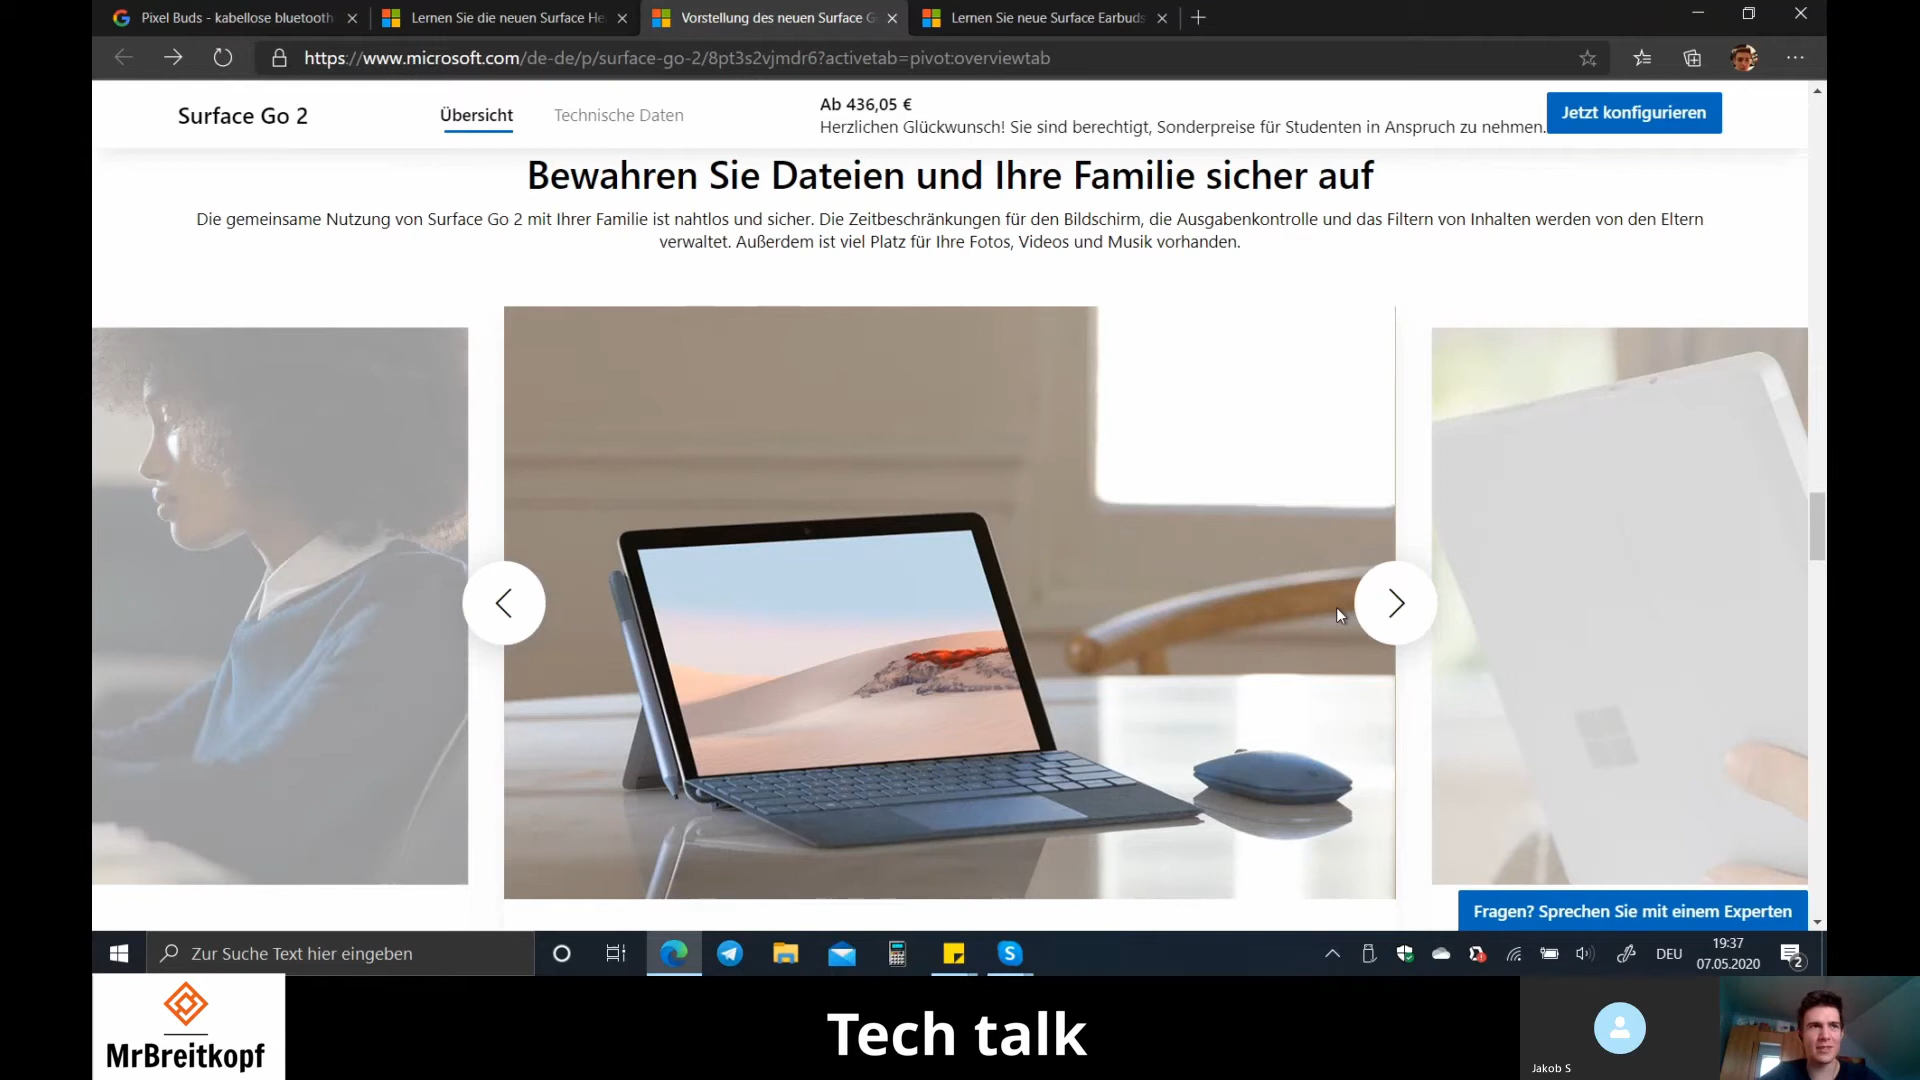 Pixel Buds - kabellose bluetooth
Lernen Sie die neuen Surface He
Vorstellung des neuen Surface G
Lernen Sie neue Surface Earbuds
https://www.microsoft.com/de-de/p/surface-go-2/8pt3s2vjmdr6?activetab=pivot:overviewtab
Surface Go 2
Übersicht
Technische Daten
Ab 436,05 €
Herzlichen Glückwunsch! Sie sind berechtigt, Sonderpreise für Studenten in Anspruch zu nehmen.
Jetzt konfigurieren
Bewahren Sie Dateien und Ihre Familie sicher auf
Die gemeinsame Nutzung von Surface Go 2 mit Ihrer Familie ist nahtlos und sicher. Die Zeitbeschränkungen für den Bildschirm, die Ausgabenkontrolle und das Filtern von Inhalten werden von den Eltern
verwaltet. Außerdem ist viel Platz für Ihre Fotos, Videos und Musik vorhanden.
Fragen? Sprechen Sie mit einem Experten
Zur Suche Text hier eingeben
DEU
19:37
07.05.2020
2
MrBreitkopf
Tech talk
Jakob S